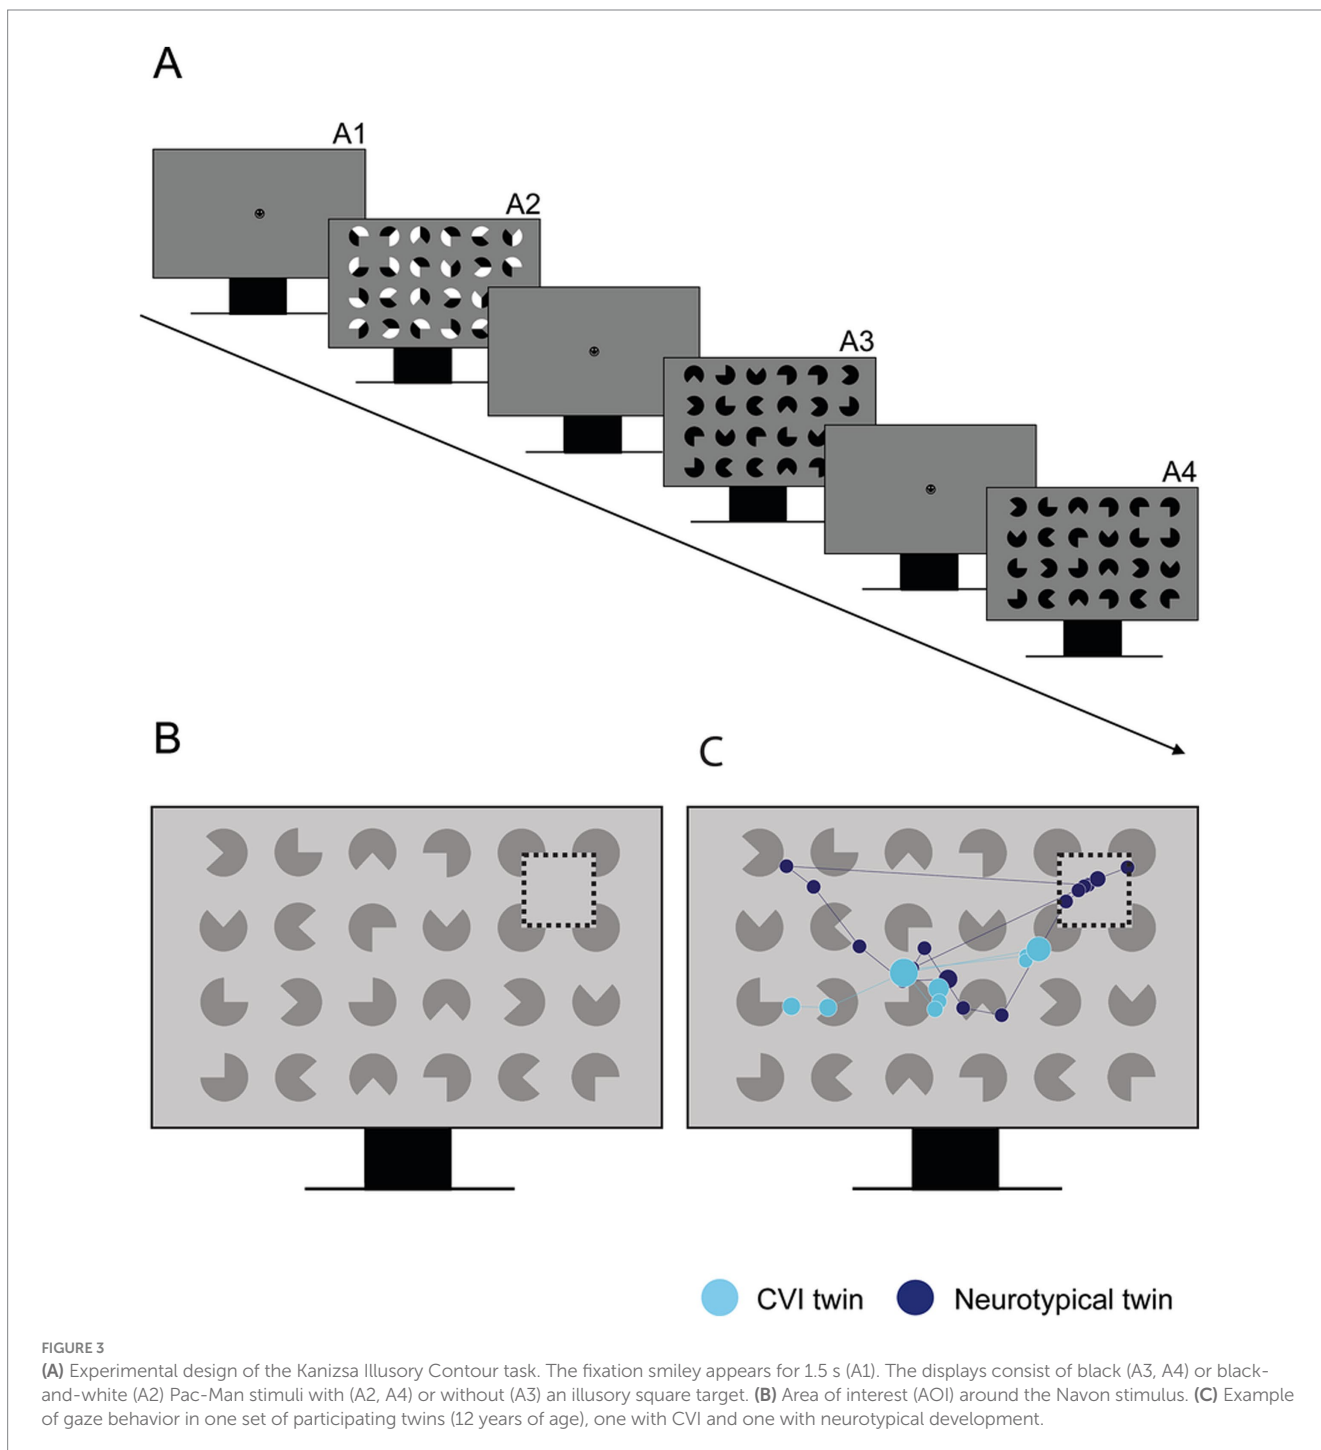 A
A1
A2
A3
A4
B
C
CVI twin
Neurotypical twin
FIGURE 3
(A) Experimental design of the Kanizsa Illusory Contour task. The fixation smiley appears for 1.5 s (A1). The displays consist of black (A3, A4) or black-
and-white (A2) Pac-Man stimuli with (A2, A4) or without (A3) an illusory square target. (B) Area of interest (AOI) around the Navon stimulus. (C) Example
of gaze behavior in one set of participating twins (12 years of age), one with CVI and one with neurotypical development.